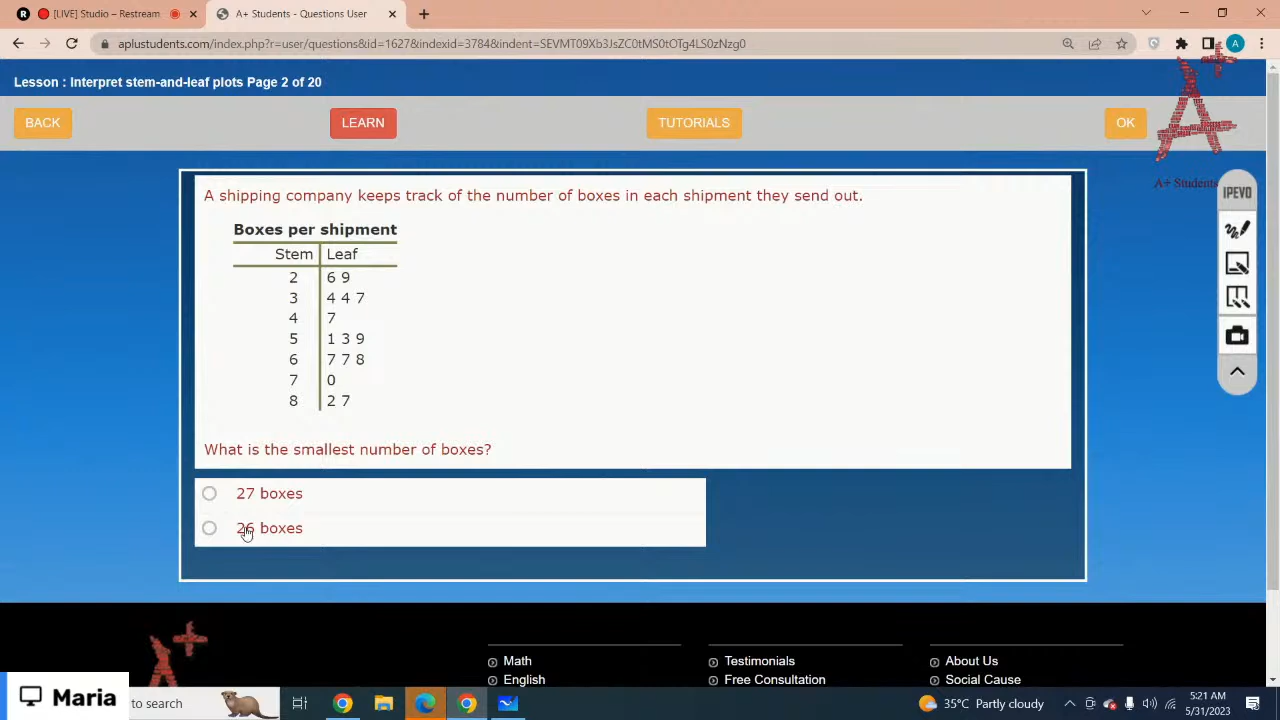 [LIVE] Studio – Restream
A+ Students - Questions User
aplustudents.com/index.php?r=user/questions&id=1627&indexid=3784&indent=SEVMT09Xb3JsZC0tMS0tOTg4LS0zNzg0
A
Lesson : Interpret stem-and-leaf plots Page 2 of 20
BACK
LEARN
TUTORIALS
OK
A+ Students
IPEVO
A shipping company keeps track of the number of boxes in each shipment they send out.
Boxes per shipment
Stem Leaf
2 6 9
3 4 4 7
4 7
5 1 3 9
6 7 7 8
7 0
8 2 7
What is the smallest number of boxes?
27 boxes
26 boxes
Math
Testimonials
About Us
English
Free Consultation
Social Cause
Maria
to search
35°C Partly cloudy
5:21 AM
5/31/2023